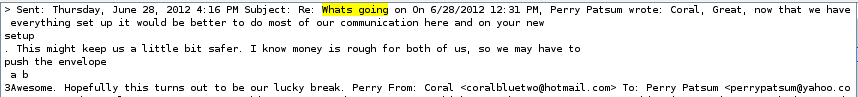 > Sent: Thursday, June 28, 2012 4:16 PM Subject: Re: Whats going on On 6/28/2012 12:31 PM, Perry Patsum wrote: Coral, Great, now that we have
everything set up it would be better to do most of our communication here and on your new
setup
. This might keep us a little bit safer. I know money is rough for both of us, so we may have to
push the envelope
a b
3Awesome. Hopefully this turns out to be our lucky break. Perry From: Coral <coralbluetwo@hotmail.com> To: Perry Patsum <perrypatsum@yahoo.co